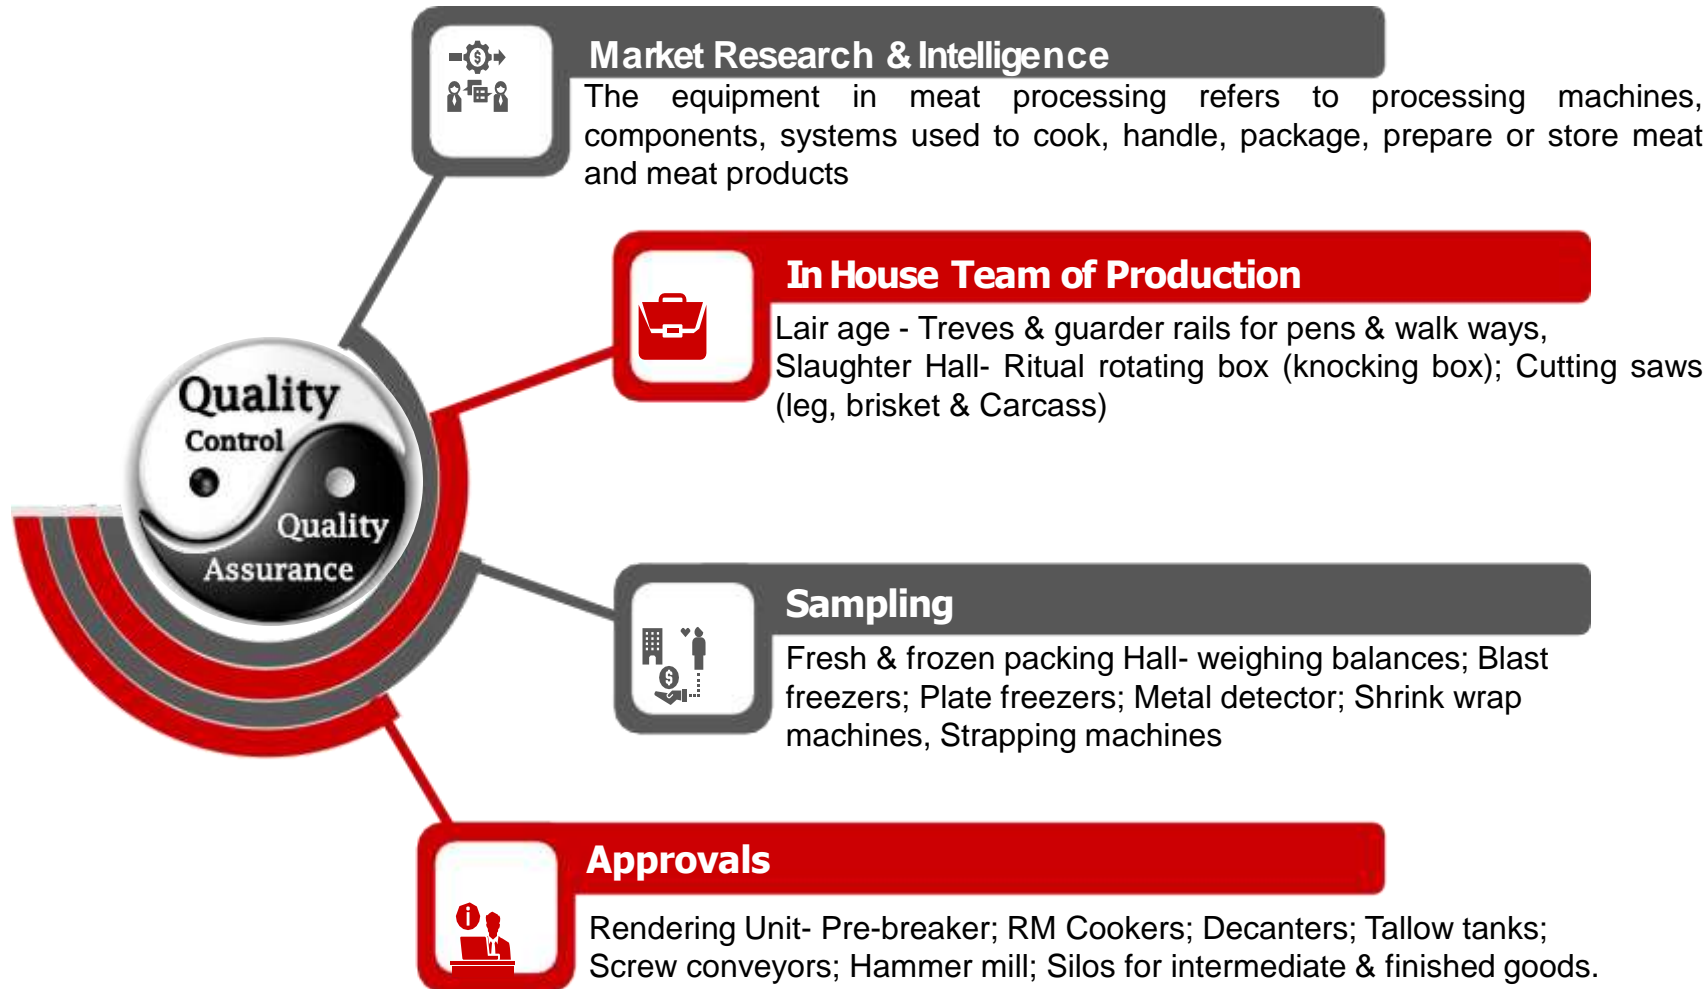 Market Research & Intelligence
The equipment in meat processing refers to processing machines,
components, systems used to cook, handle, package, prepare or store meat
and meat products
In House Team of Production
Lair age - Treves & guarder rails for pens & walk ways,
Slaughter Hall- Ritual rotating box (knocking box); Cutting saws
(leg, brisket & Carcass)
Quality
Control
Quality
Assurance
Sampling
Fresh & frozen packing Hall- weighing balances; Blast
freezers; Plate freezers; Metal detector; Shrink wrap
machines, Strapping machines
Approvals
Rendering Unit- Pre-breaker; RM Cookers; Decanters; Tallow tanks;
Screw conveyors; Hammer mill; Silos for intermediate & finished goods.